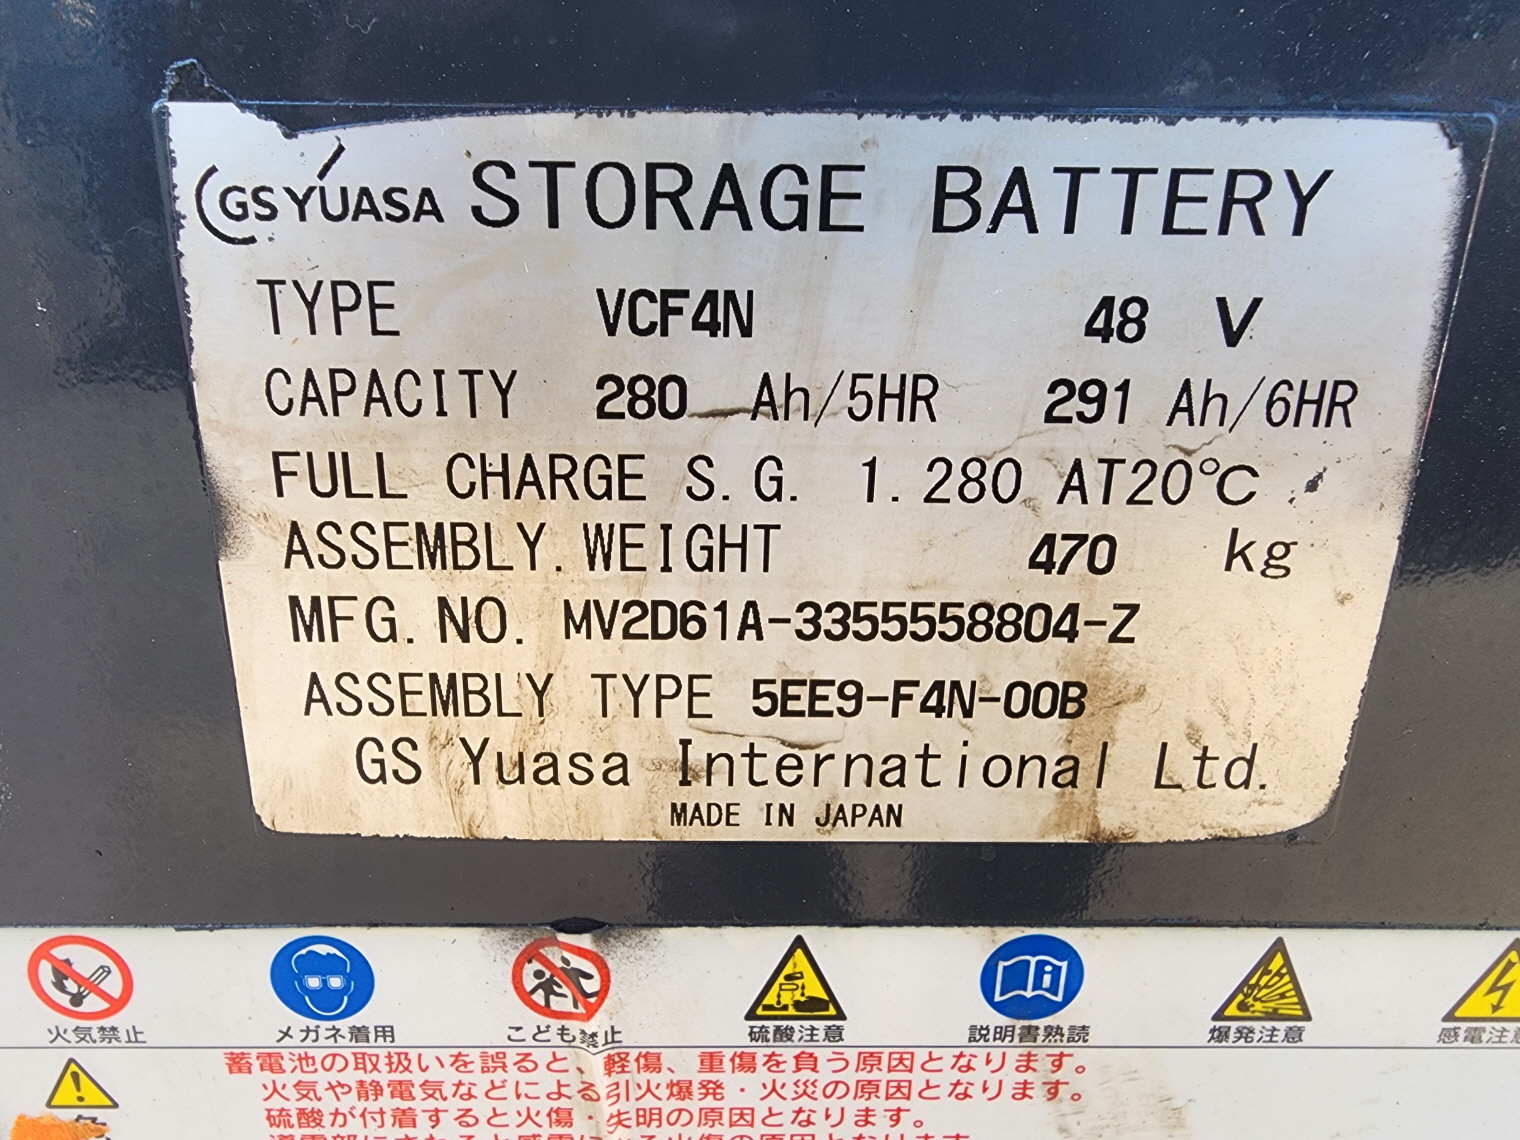 GS YUASA STORAGE BATTERY
TYPE VCF4N 48 V
CAPACITY 280 Ah/5HR 291 Ah/6HR
FULL CHARGE S.G. 1.280 AT20℃
ASSEMBLY.WEIGHT 470 kg
MFG.NO. MV2D61A-3355558804-Z
ASSEMBLY TYPE 5EE9-F4N-00B
GS Yuasa International Ltd.
MADE IN JAPAN
火気禁止 メガネ着用 こども禁止 硫酸注意 説明書熟読 爆発注意 感電注意
蓄電池の取扱いを誤ると、軽傷、重傷を負う原因となります。
火気や静電気などによる引火爆発・火災の原因となります。
硫酸が付着すると火傷・失明の原因となります。